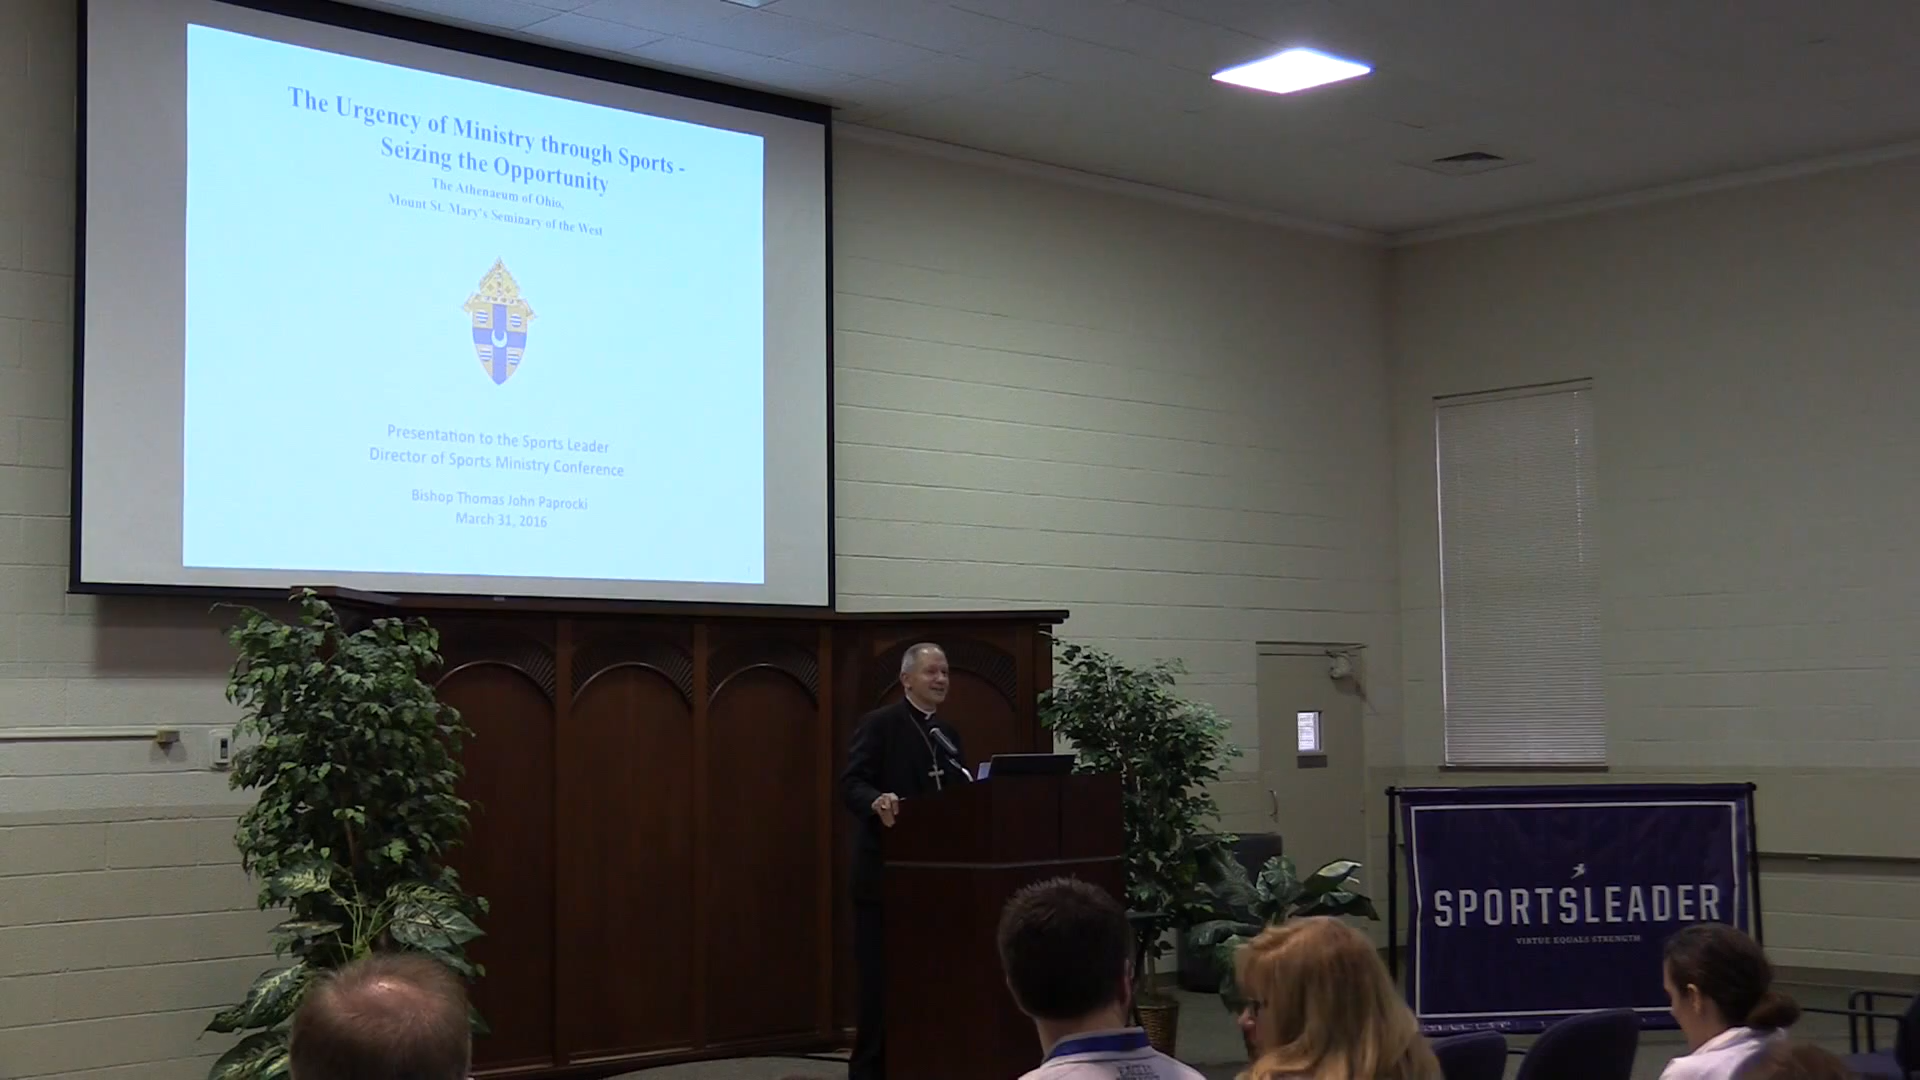 The Urgency of Ministry through Sports -
Seizing the Opportunity
The Athenaeum of Ohio,
Mount St. Mary's Seminary of the West
Presentation to the Sports Leader
Director of Sports Ministry Conference
Bishop Thomas John Paprocki
March 31, 2016
SPORTSLEADER
VIRTUE EQUALS STRENGTH